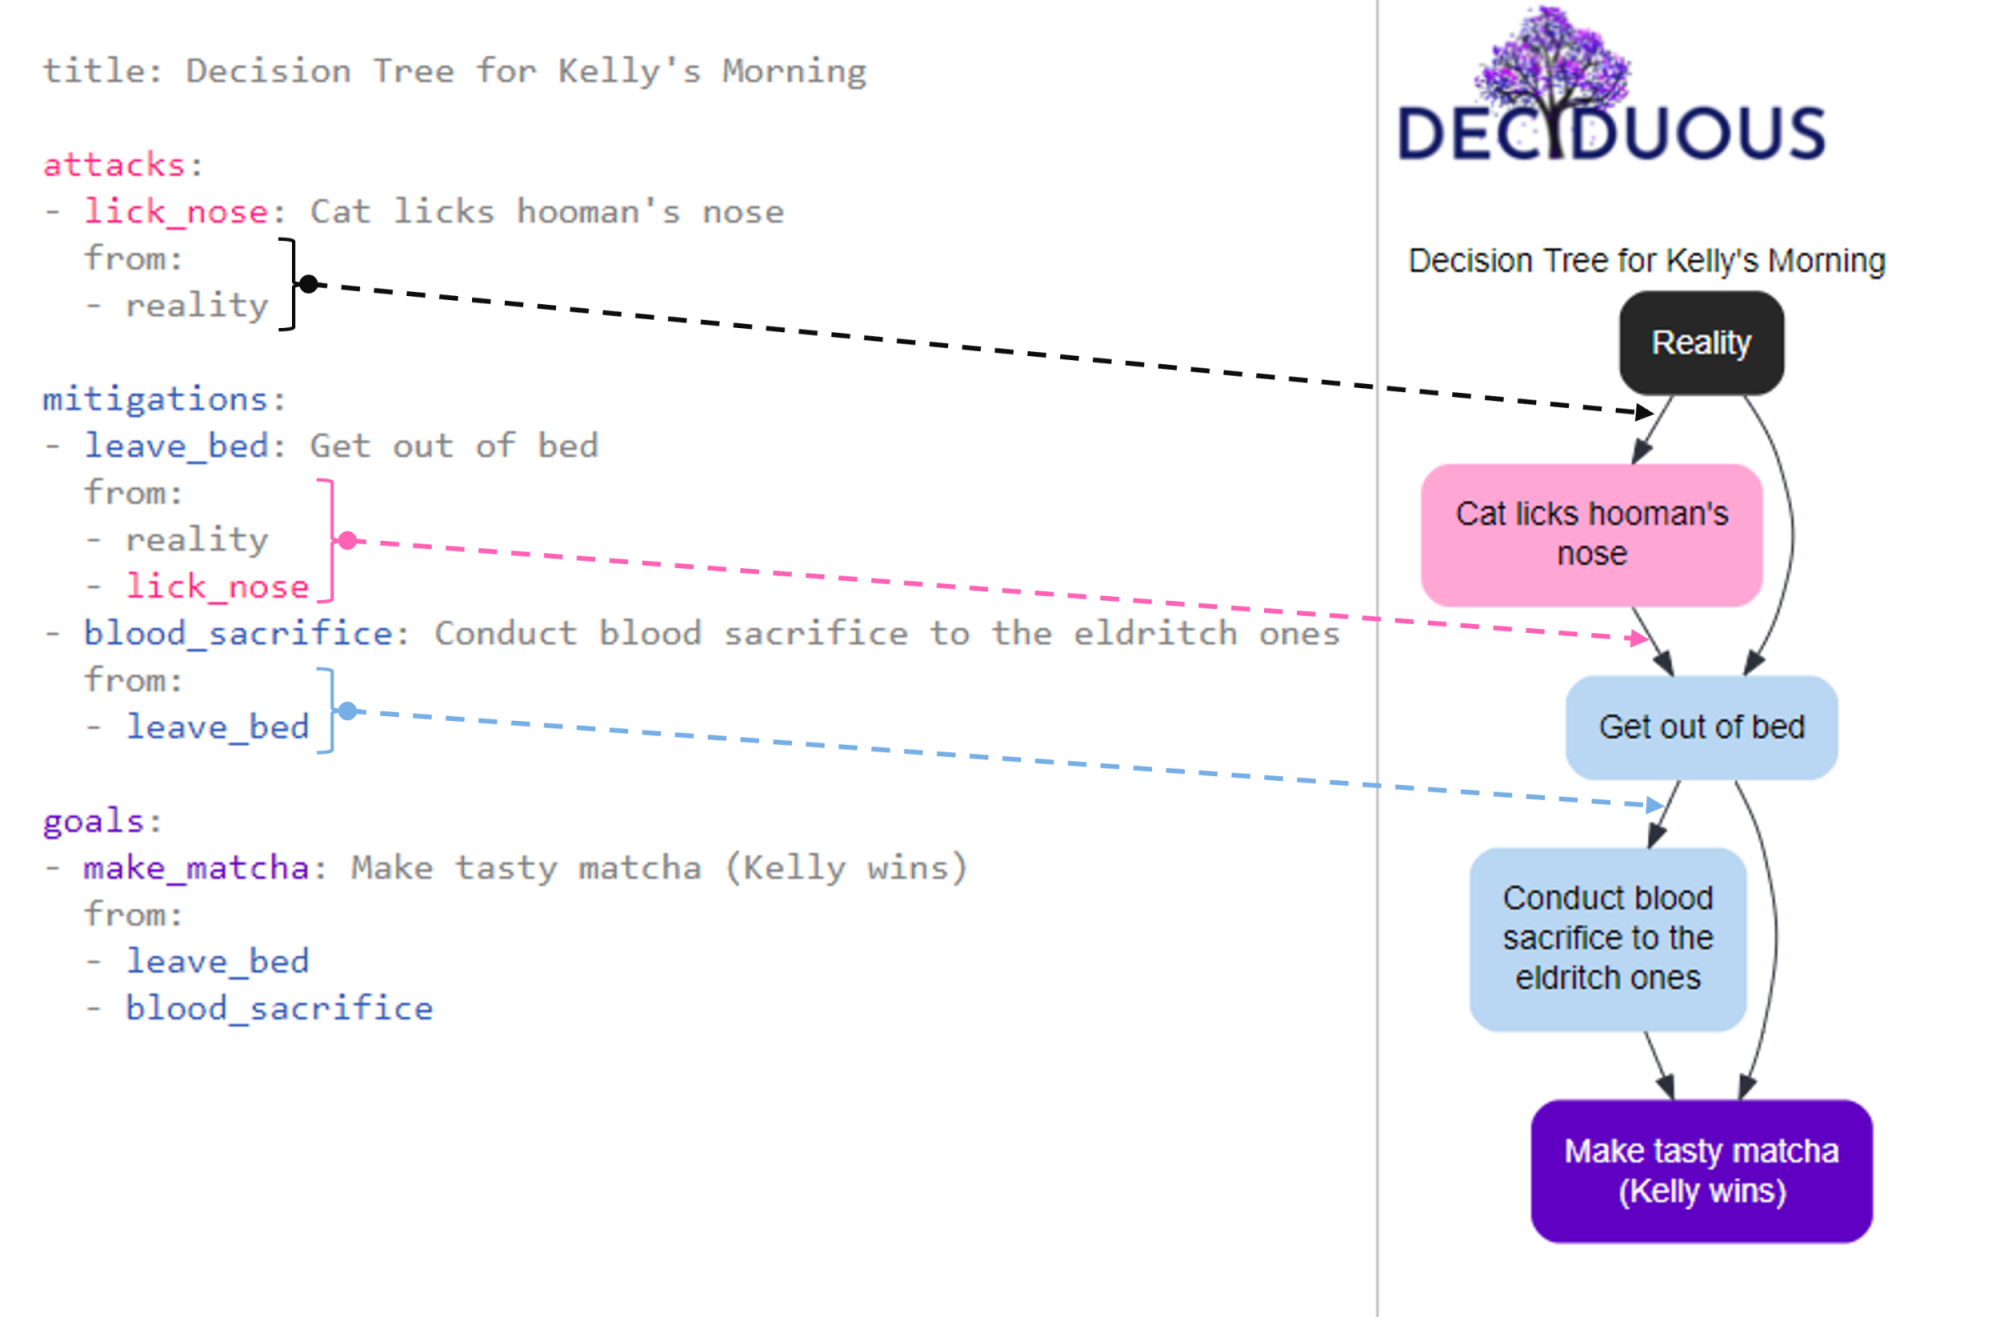 title: Decision Tree for Kelly's Morning
attacks:
- lick_nose: Cat licks hooman's nose
from:
- reality
mitigations:
- leave_bed: Get out of bed
from:
- reality
- lick_nose
- blood_sacrifice: Conduct blood sacrifice to the eldritch ones
from:
- leave_bed
goals:
- make_matcha: Make tasty matcha (Kelly wins)
from:
- leave_bed
- blood_sacrifice
DECIDUOUS
Decision Tree for Kelly's Morning
Reality
Cat licks hooman's
nose
Get out of bed
Conduct blood
sacrifice to the
eldritch ones
Make tasty matcha
(Kelly wins)